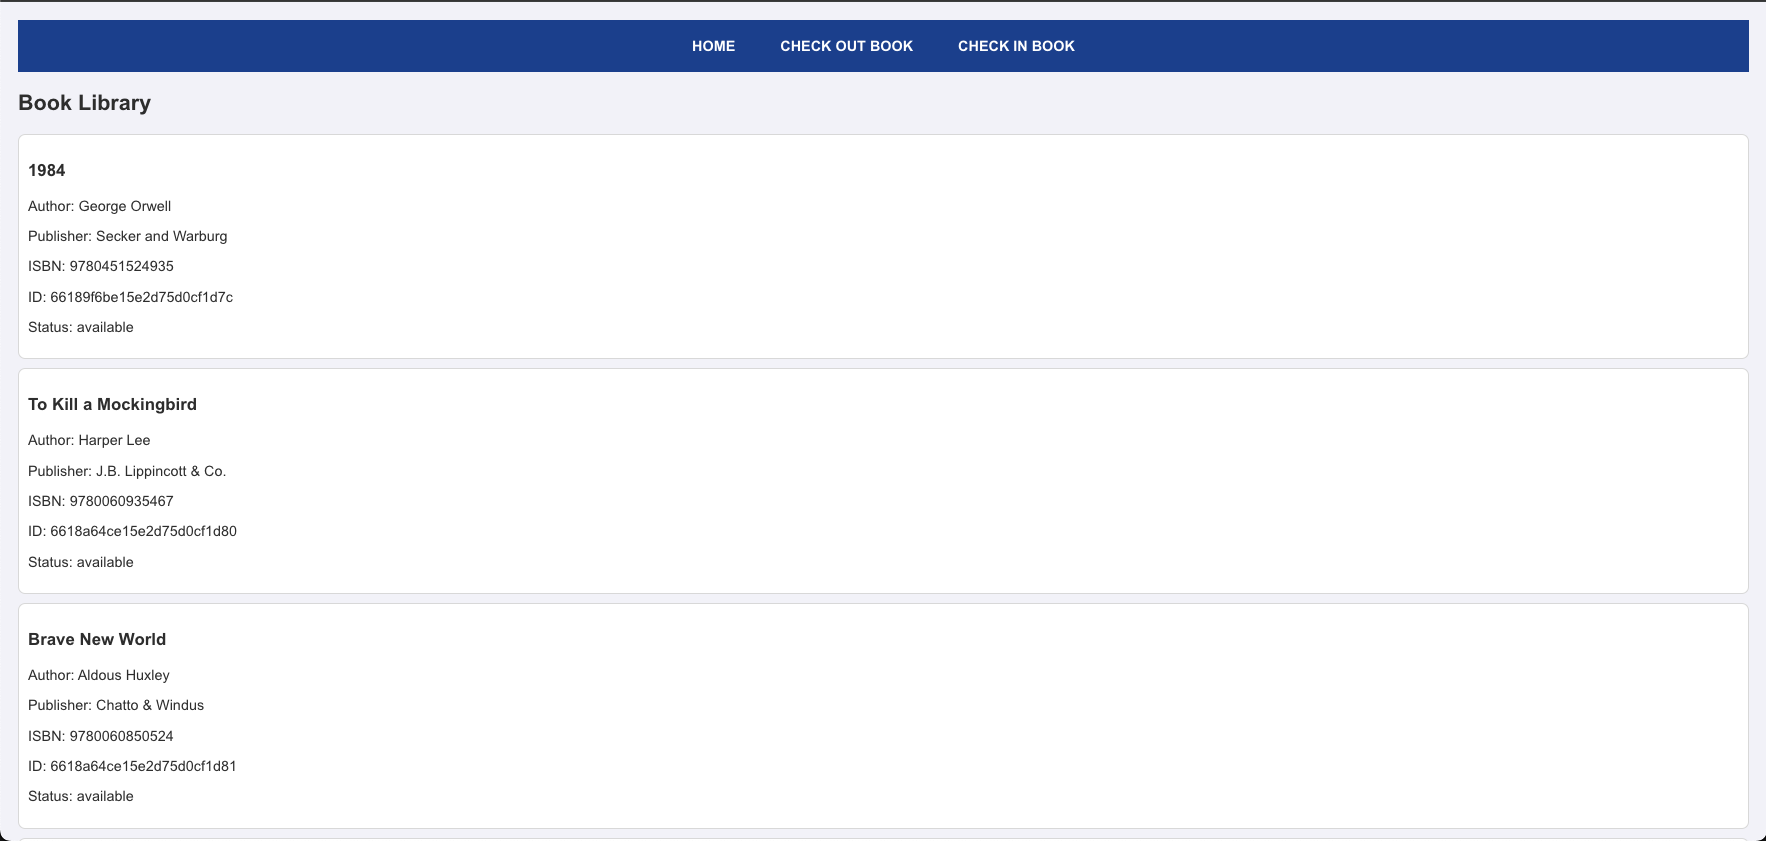 HOME CHECK OUT BOOK CHECK IN BOOK
Book Library
1984
Author: George Orwell
Publisher: Secker and Warburg
ISBN: 9780451524935
ID: 66189f6be15e2d75d0cf1d7c
Status: available
To Kill a Mockingbird
Author: Harper Lee
Publisher: J.B. Lippincott & Co.
ISBN: 9780060935467
ID: 6618a64ce15e2d75d0cf1d80
Status: available
Brave New World
Author: Aldous Huxley
Publisher: Chatto & Windus
ISBN: 9780060850524
ID: 6618a64ce15e2d75d0cf1d81
Status: available